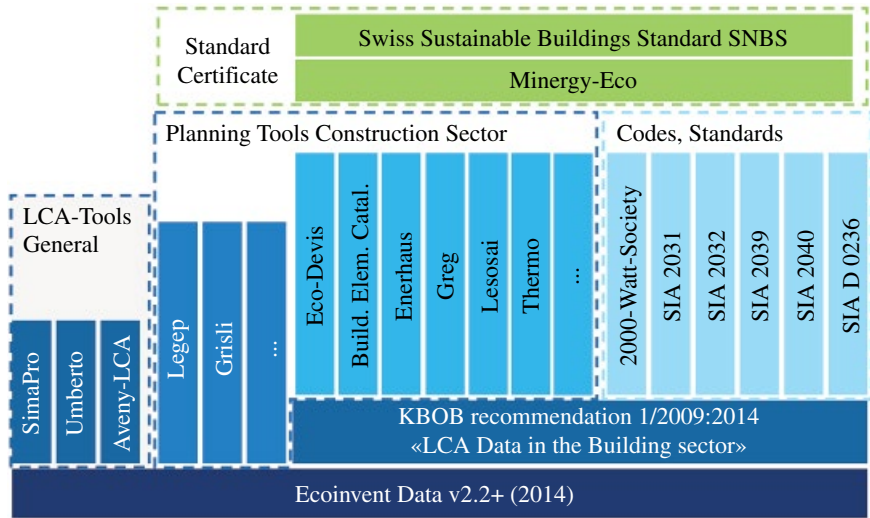 Standard
Certificate
Swiss Sustainable Buildings Standard SNBS
Minergy-Eco
Planning Tools Construction Sector
Codes, Standards
LCA-Tools
General
SimaPro
Umberto
Aveny-LCA
Legep
Grisli
...
Eco-Devis
Build. Elem. Catal.
Enerhaus
Greg
Lesosai
Thermo
...
2000-Watt-Society
SIA 2031
SIA 2032
SIA 2039
SIA 2040
SIA D 0236
KBOB recommendation 1/2009:2014
«LCA Data in the Building sector»
Ecoinvent Data v2.2+ (2014)